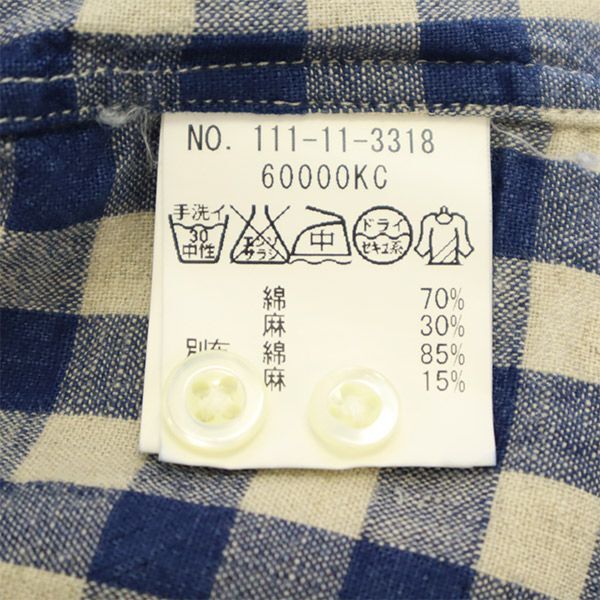 NO. 111-11-3318
60000KC
手洗イ
30
中性
エンソ
サラシ
中
ドライ
セキユ系
綿 70%
麻 30%
別布 綿 85%
麻 15%